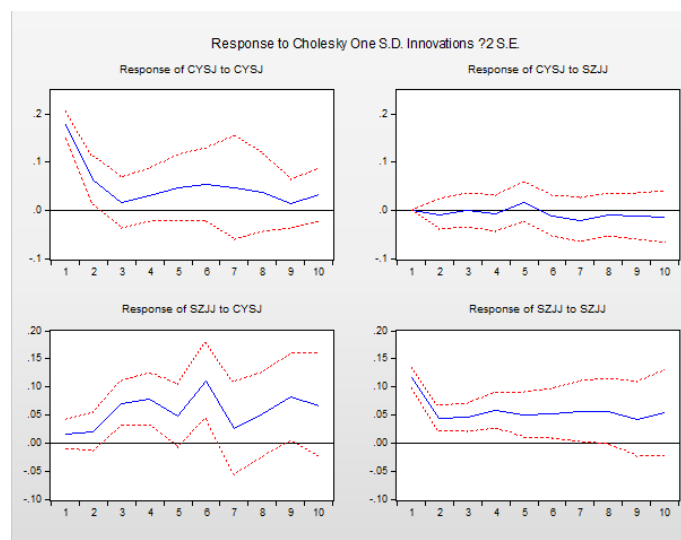 Response to Cholesky One S.D. Innovations ?2 S.E.
Response of CYSJ to CYSJ
.2
.1
.0
-.1
1 2 3 4 5 6 7 8 9 10
Response of CYSJ to SZJJ
.2
.1
.0
-.1
1 2 3 4 5 6 7 8 9 10
Response of SZJJ to CYSJ
.20
.15
.10
.05
.00
-.05
-.10
1 2 3 4 5 6 7 8 9 10
Response of SZJJ to SZJJ
.20
.15
.10
.05
.00
-.05
-.10
1 2 3 4 5 6 7 8 9 10